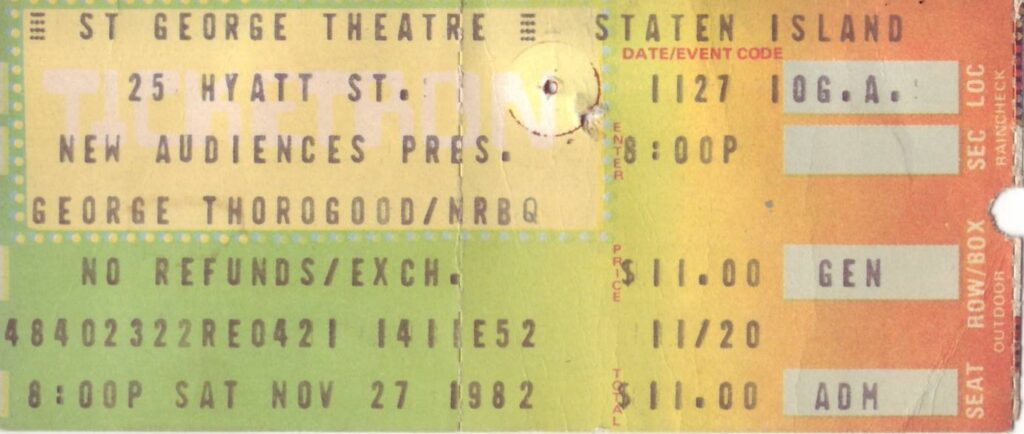 ST GEORGE THEATRE STATEN ISLAND
DATE/EVENT CODE
TICKETRON
25 HYATT ST. 1127 10G.A.
NEW AUDIENCES PRES. ENTER 8:00P
GEORGE THOROGOOD/NRBQ
NO REFUNDS/EXCH. PRICE $11.00 GEN
48402322RE0421 1411E52 11/20
8:00P SAT NOV 27 1982 TOTAL $11.00 ADM
SEAT ROW/BOX SEC LOC
OUTDOOR RAINCHECK